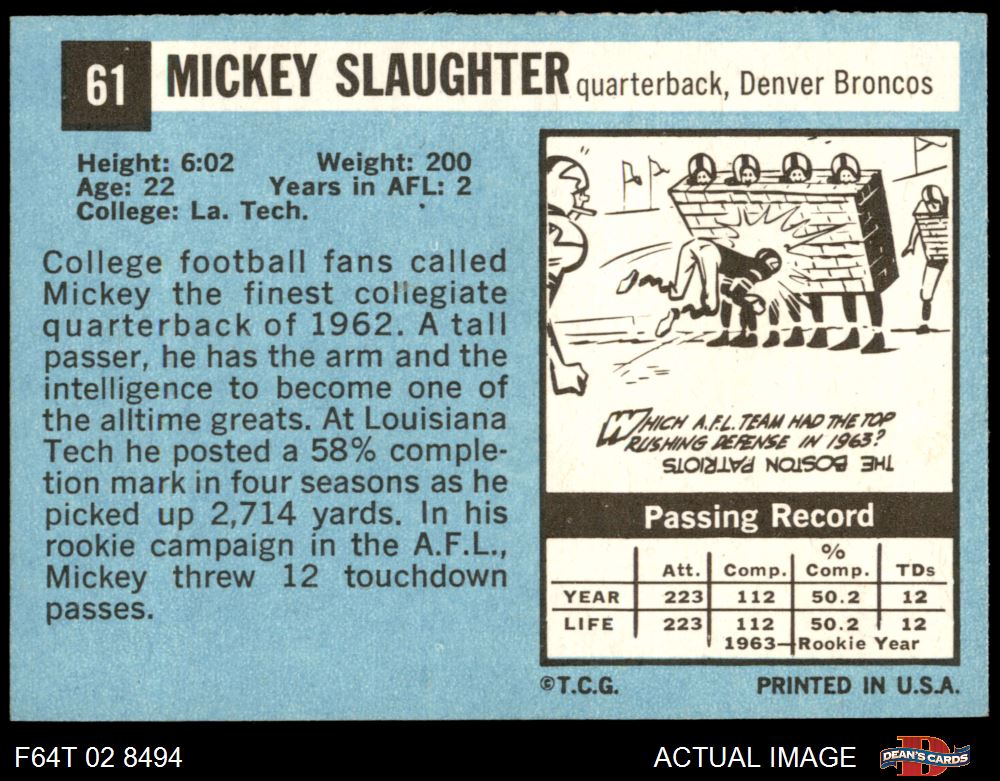 61 MICKEY SLAUGHTER quarterback, Denver Broncos
Height: 6:02 Weight: 200
Age: 22 Years in AFL: 2
College: La. Tech.
College football fans called
Mickey the finest collegiate
quarterback of 1962. A tall
passer, he has the arm and the
intelligence to become one of
the alltime greats. At Louisiana
Tech he posted a 58% comple-
tion mark in four seasons as he
picked up 2,714 yards. In his
rookie campaign in the A.F.L.,
Mickey threw 12 touchdown
passes.
WHICH A.F.L. TEAM HAD THE TOP
RUSHING DEFENSE IN 1963?
THE BOSTON PATRIOTS
Passing Record
Att. Comp. % Comp. TDs
YEAR 223 112 50.2 12
LIFE 223 112 50.2 12
1963—Rookie Year
©T.C.G. PRINTED IN U.S.A.
F64T 02 8494 ACTUAL IMAGE D DEAN'S CARDS